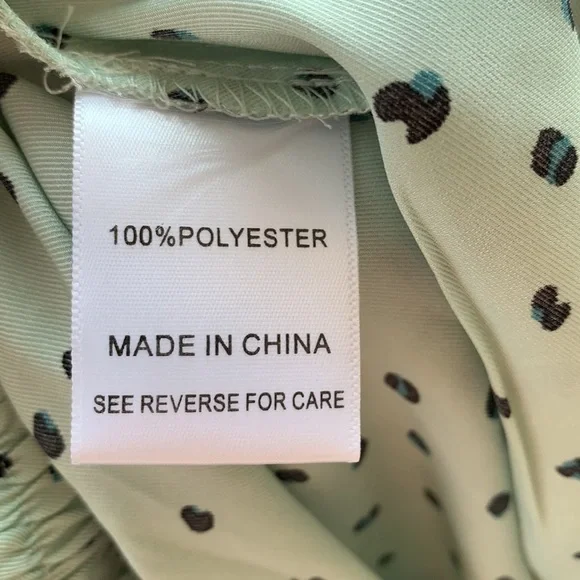 100%POLYESTER
MADE IN CHINA
SEE REVERSE FOR CARE